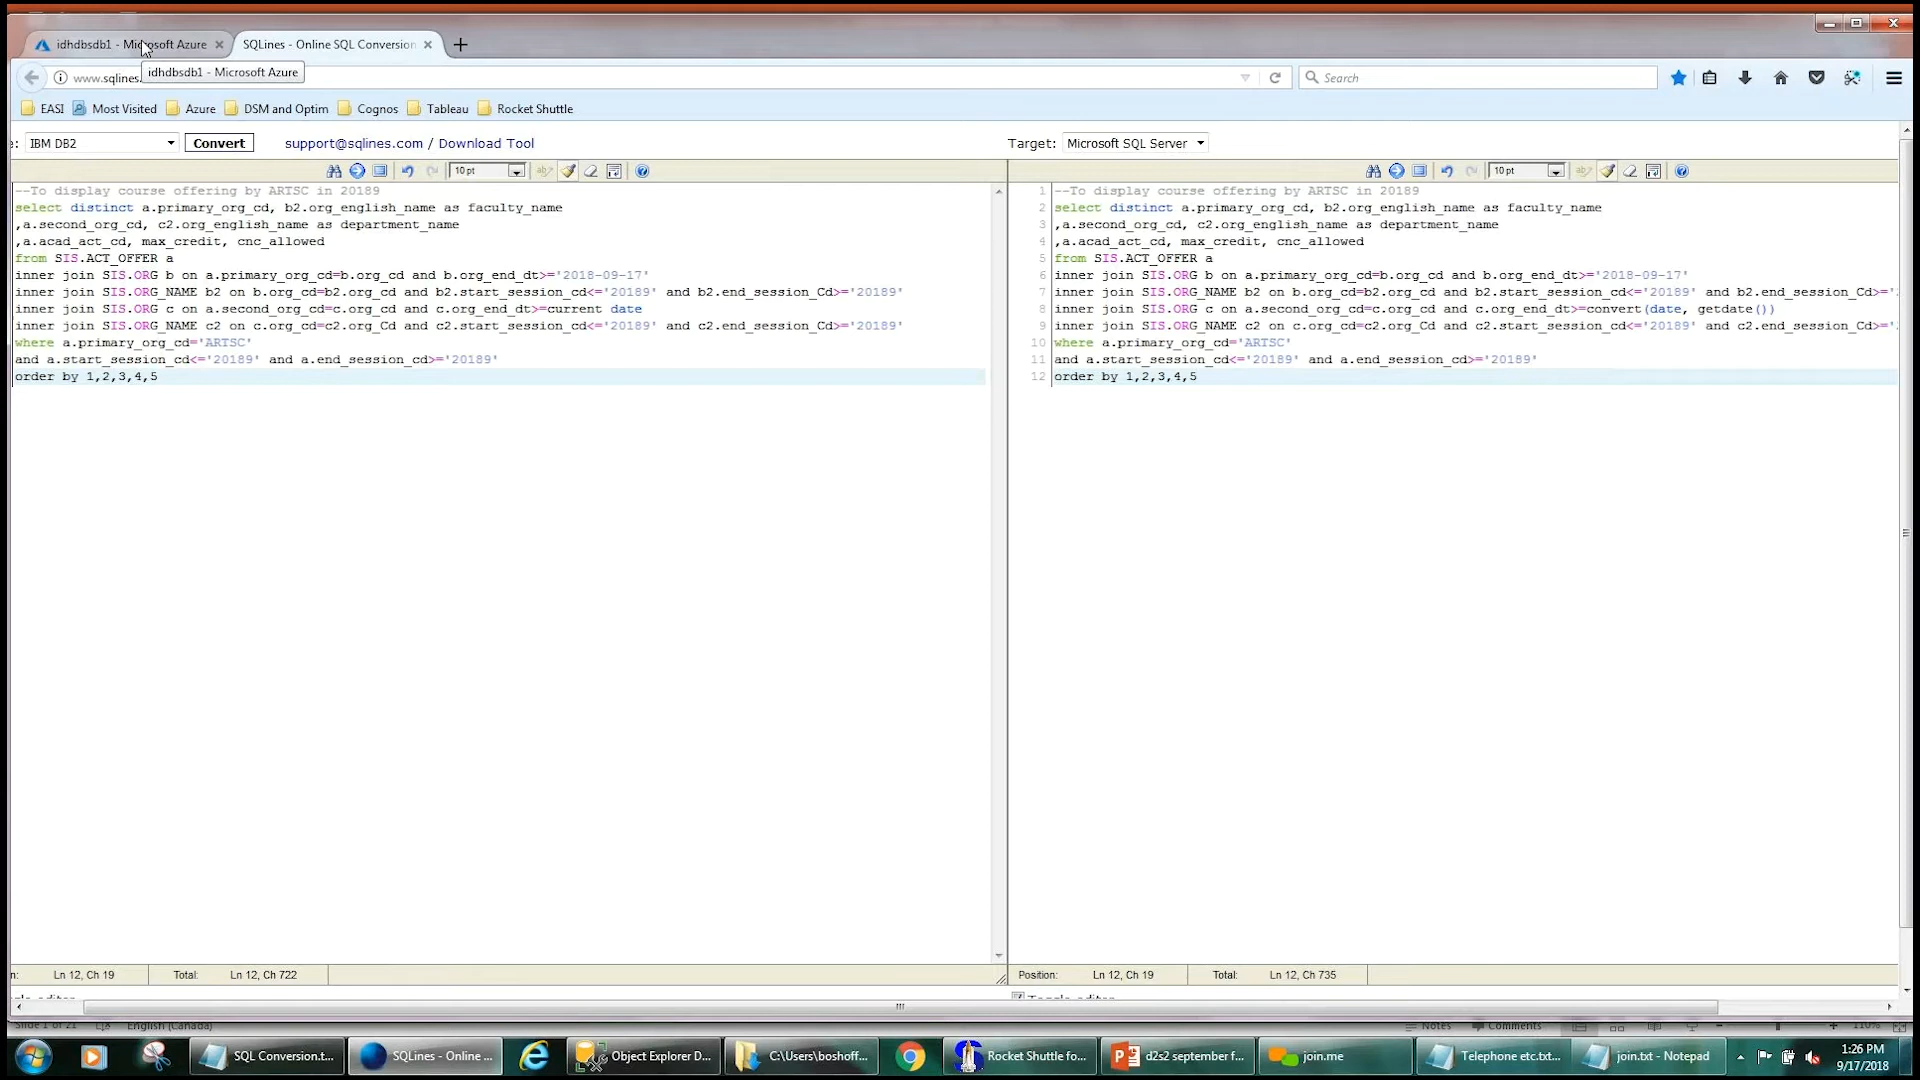 idhdbsdb1 - Microsoft Azure
SQLines - Online SQL Conversion
www.sqlines.
idhdbsdb1 - Microsoft Azure
Search
EASI
Most Visited
Azure
DSM and Optim
Cognos
Tableau
Rocket Shuttle
IBM DB2
Convert
support@sqlines.com / Download Tool
Target:
Microsoft SQL Server
10 pt
10 pt
--To display course offering by ARTSC in 20189
select distinct a.primary_org_cd, b2.org_english_name as faculty_name
,a.second_org_cd, c2.org_english_name as department_name
,a.acad_act_cd, max_credit, cnc_allowed
from SIS.ACT_OFFER a
inner join SIS.ORG b on a.primary_org_cd=b.org_cd and b.org_end_dt>='2018-09-17'
inner join SIS.ORG_NAME b2 on b.org_cd=b2.org_cd and b2.start_session_cd<='20189' and b2.end_session_Cd>='20189'
inner join SIS.ORG c on a.second_org_cd=c.org_cd and c.org_end_dt>=current date
inner join SIS.ORG_NAME c2 on c.org_cd=c2.org_Cd and c2.start_session_cd<='20189' and c2.end_session_Cd>='20189'
where a.primary_org_cd='ARTSC'
and a.start_session_cd<='20189' and a.end_session_cd>='20189'
order by 1,2,3,4,5
1 --To display course offering by ARTSC in 20189
2 select distinct a.primary_org_cd, b2.org_english_name as faculty_name
3 ,a.second_org_cd, c2.org_english_name as department_name
4 ,a.acad_act_cd, max_credit, cnc_allowed
5 from SIS.ACT_OFFER a
6 inner join SIS.ORG b on a.primary_org_cd=b.org_cd and b.org_end_dt>='2018-09-17'
7 inner join SIS.ORG_NAME b2 on b.org_cd=b2.org_cd and b2.start_session_cd<='20189' and b2.end_session_Cd>='
8 inner join SIS.ORG c on a.second_org_cd=c.org_cd and c.org_end_dt>=convert(date, getdate())
9 inner join SIS.ORG_NAME c2 on c.org_cd=c2.org_Cd and c2.start_session_cd<='20189' and c2.end_session_Cd>='
10 where a.primary_org_cd='ARTSC'
11 and a.start_session_cd<='20189' and a.end_session_cd>='20189'
12 order by 1,2,3,4,5
Ln 12, Ch 19
Total:
Ln 12, Ch 722
Position:
Ln 12, Ch 19
Total:
Ln 12, Ch 735
Toggle editor
Slide 1 of 21
English (Canada)
Notes
Comments
110%
SQL Conversion.t...
SQLines - Online ...
Object Explorer D...
C:\Users\boshoff...
Rocket Shuttle fo...
d2s2 september f...
join.me
Telephone etc.txt...
join.txt - Notepad
1:26 PM
9/17/2018